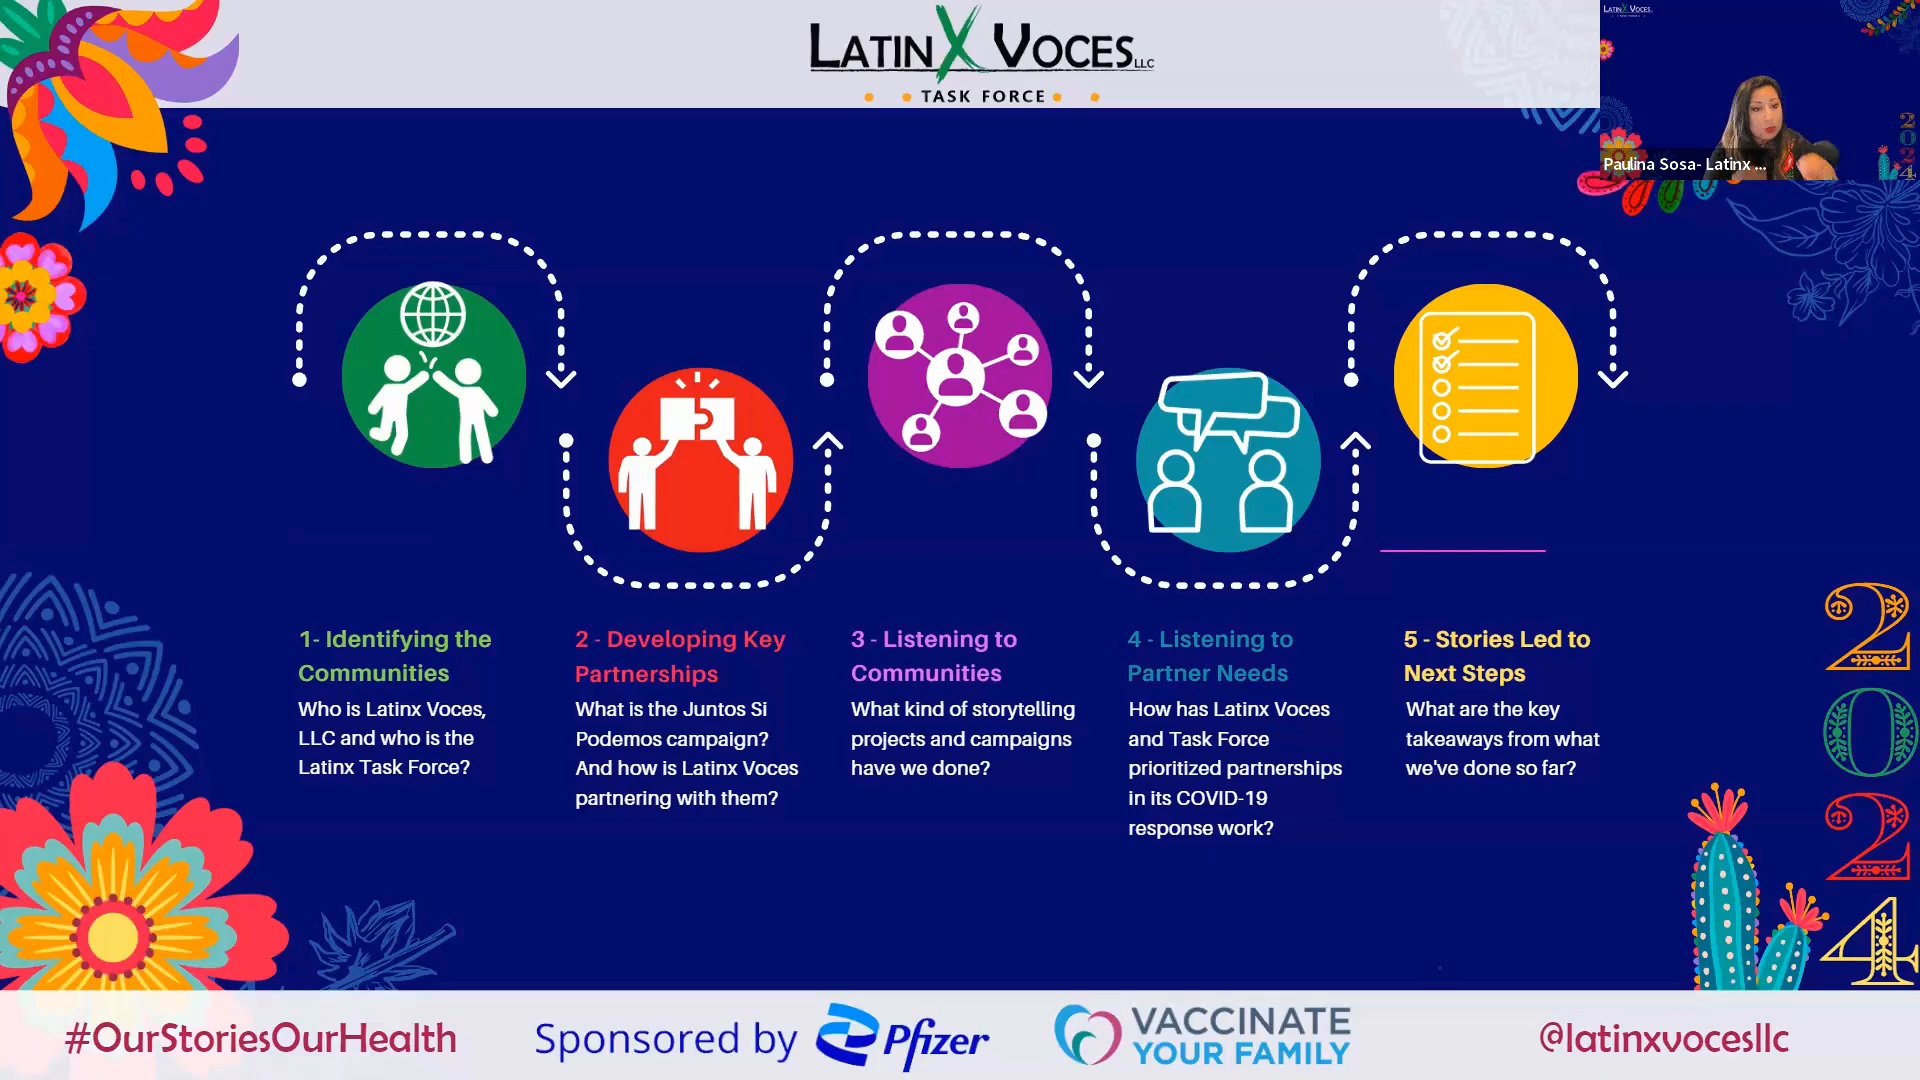 LATINX VOCES LLC
TASK FORCE
LATINX VOCES
Paulina Sosa- Latinx ...
2024
1- Identifying the
Communities
Who is Latinx Voces,
LLC and who is the
Latinx Task Force?
2 - Developing Key
Partnerships
What is the Juntos Si
Podemos campaign?
And how is Latinx Voces
partnering with them?
3 - Listening to
Communities
What kind of storytelling
projects and campaigns
have we done?
4 - Listening to
Partner Needs
How has Latinx Voces
and Task Force
prioritized partnerships
in its COVID-19
response work?
5 - Stories Led to
Next Steps
What are the key
takeaways from what
we've done so far?
2
0
2
4
#OurStoriesOurHealth
Sponsored by Pfizer
VACCINATE
YOUR FAMILY
@latinxvocesllc